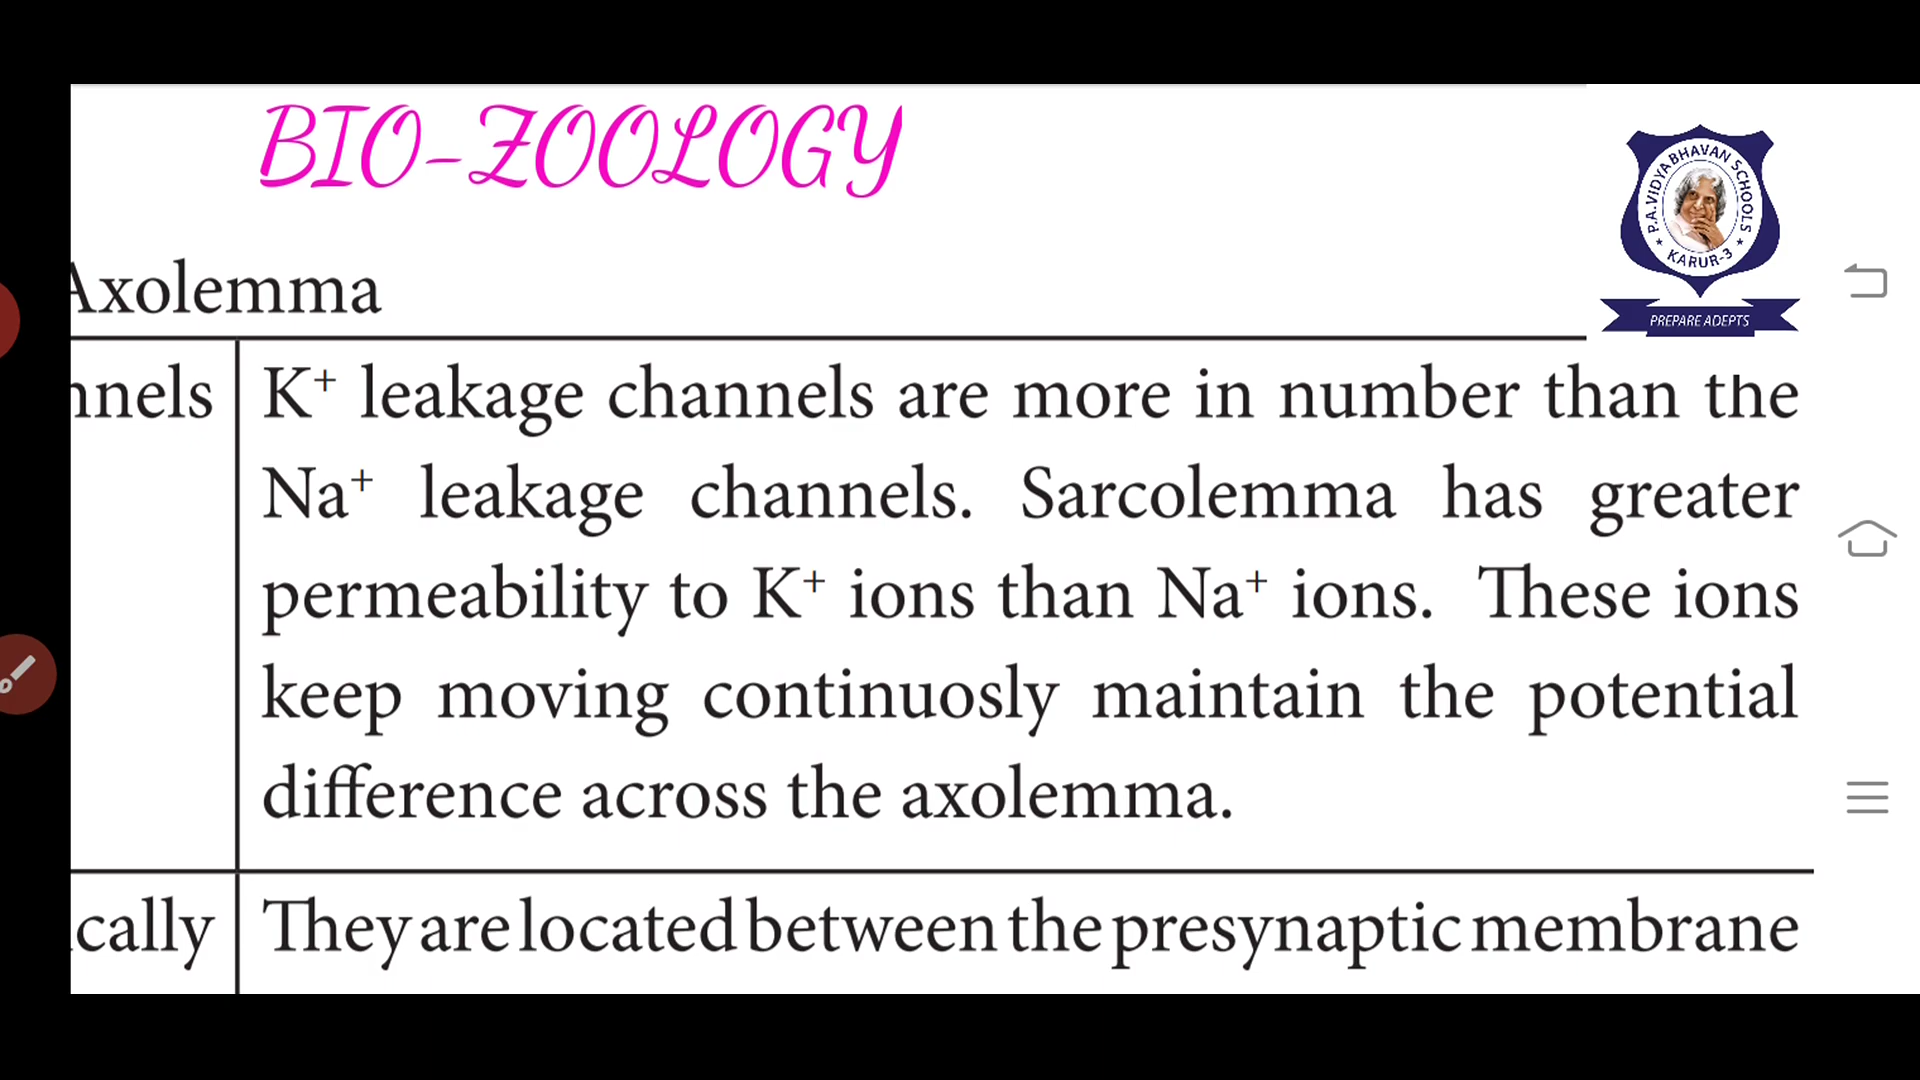 BIO-ZOOLOGY
P.A.VIDYABHAVAN SCHOOLS
KARUR-3
PREPARE ADEPTS
Axolemma
nnels
K⁺ leakage channels are more in number than the
Na⁺ leakage channels. Sarcolemma has greater
permeability to K⁺ ions than Na⁺ ions. These ions
keep moving continuosly maintain the potential
difference across the axolemma.
cally
They are located between the presynaptic membrane